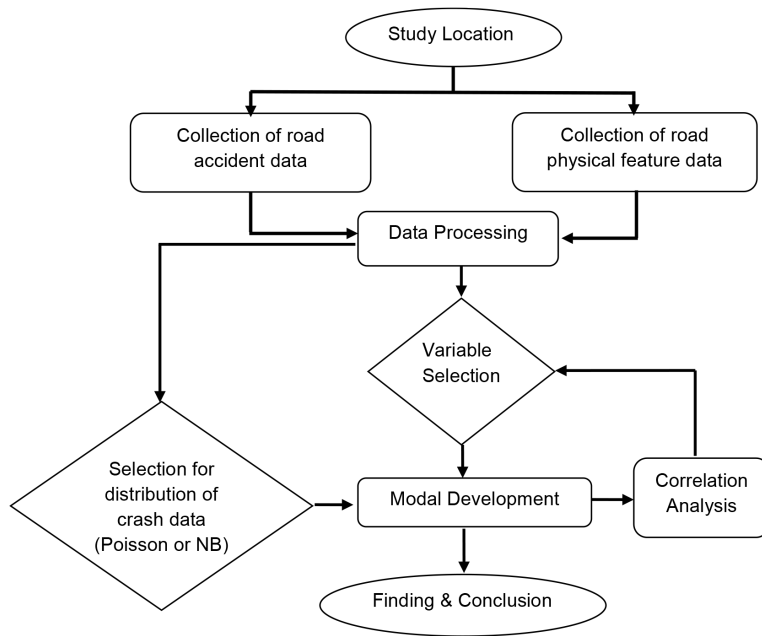 Study Location
Collection of road
accident data
Collection of road
physical feature data
Data Processing
Variable
Selection
Selection for
distribution of
crash data
(Poisson or NB)
Modal Development
Correlation
Analysis
Finding & Conclusion